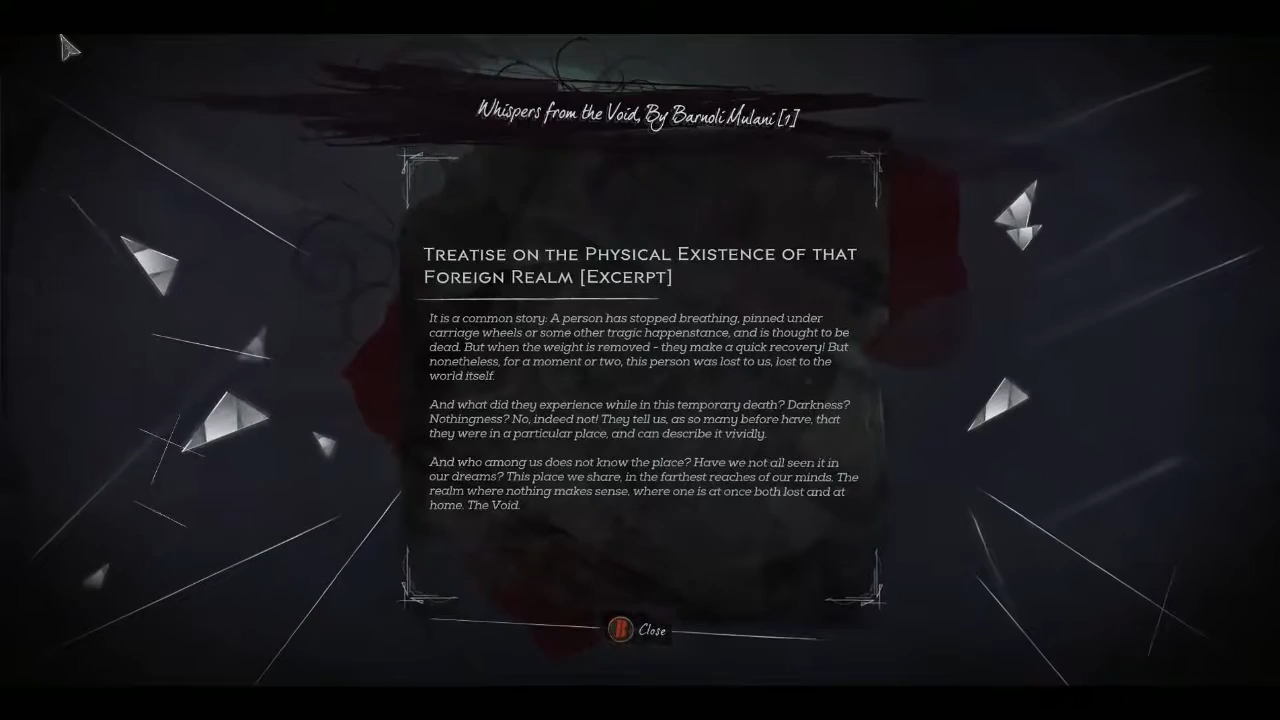 Whispers from the Void, By Barnoli Mulani [1]
Treatise on the Physical Existence of that
Foreign Realm [Excerpt]
It is a common story: A person has stopped breathing, pinned under
carriage wheels or some other tragic happenstance, and is thought to be
dead. But when the weight is removed - they make a quick recovery! But
nonetheless, for a moment or two, this person was lost to us, lost to the
world itself.
And what did they experience while in this temporary death? Darkness?
Nothingness? No, indeed not! They tell us, as so many before have, that
they were in a particular place, and can describe it vividly.
And who among us does not know the place? Have we not all seen it in
our dreams? This place we share, in the farthest reaches of our minds. The
realm where nothing makes sense, where one is at once both lost and at
home. The Void.
B Close